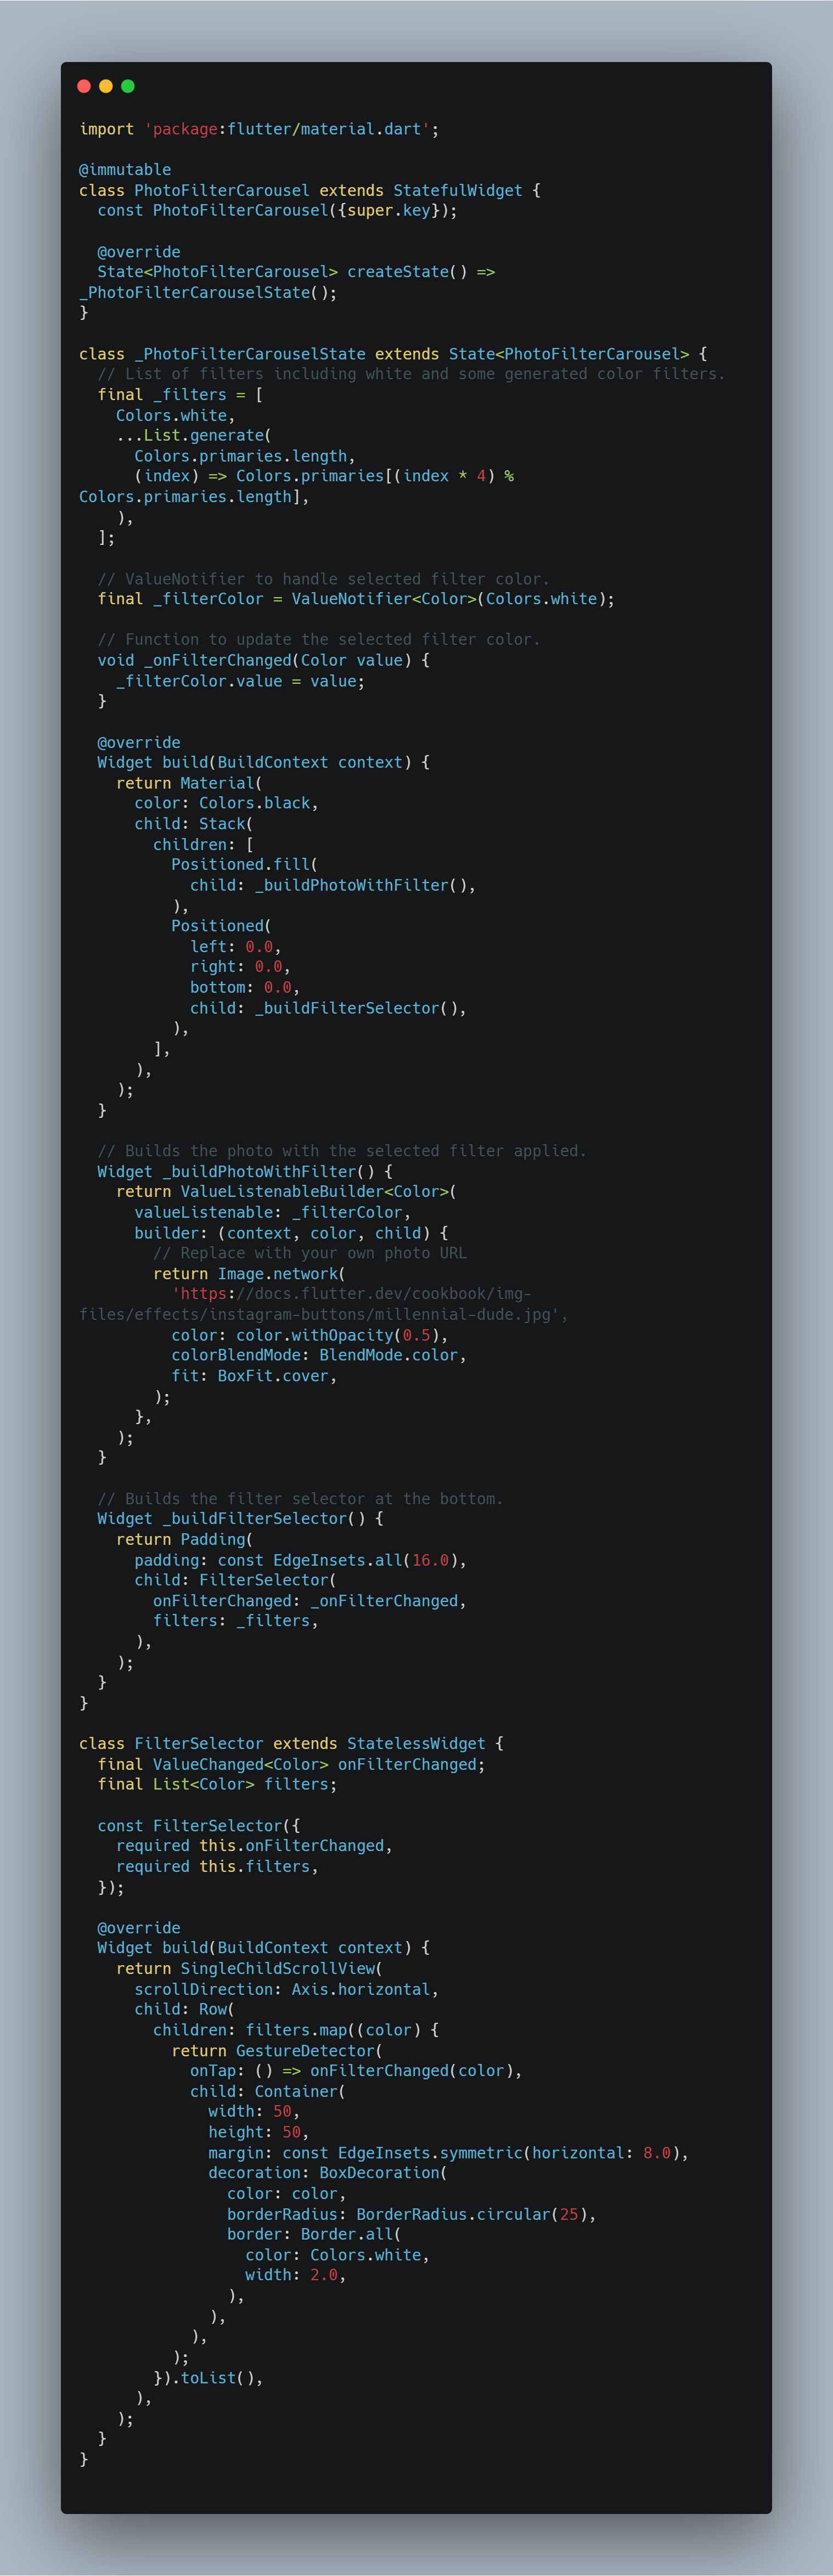 import 'package:flutter/material.dart';

@immutable
class PhotoFilterCarousel extends StatefulWidget {
  const PhotoFilterCarousel({super.key});

  @override
  State<PhotoFilterCarousel> createState() =>
_PhotoFilterCarouselState();
}

class _PhotoFilterCarouselState extends State<PhotoFilterCarousel> {
  // List of filters including white and some generated color filters.
  final _filters = [
    Colors.white,
    ...List.generate(
      Colors.primaries.length,
      (index) => Colors.primaries[(index * 4) %
Colors.primaries.length],
    ),
  ];

  // ValueNotifier to handle selected filter color.
  final _filterColor = ValueNotifier<Color>(Colors.white);

  // Function to update the selected filter color.
  void _onFilterChanged(Color value) {
    _filterColor.value = value;
  }

  @override
  Widget build(BuildContext context) {
    return Material(
      color: Colors.black,
      child: Stack(
        children: [
          Positioned.fill(
            child: _buildPhotoWithFilter(),
          ),
          Positioned(
            left: 0.0,
            right: 0.0,
            bottom: 0.0,
            child: _buildFilterSelector(),
          ),
        ],
      ),
    );
  }

  // Builds the photo with the selected filter applied.
  Widget _buildPhotoWithFilter() {
    return ValueListenableBuilder<Color>(
      valueListenable: _filterColor,
      builder: (context, color, child) {
        // Replace with your own photo URL
        return Image.network(
          'https://docs.flutter.dev/cookbook/img-
files/effects/instagram-buttons/millennial-dude.jpg',
          color: color.withOpacity(0.5),
          colorBlendMode: BlendMode.color,
          fit: BoxFit.cover,
        );
      },
    );
  }

  // Builds the filter selector at the bottom.
  Widget _buildFilterSelector() {
    return Padding(
      padding: const EdgeInsets.all(16.0),
      child: FilterSelector(
        onFilterChanged: _onFilterChanged,
        filters: _filters,
      ),
    );
  }
}

class FilterSelector extends StatelessWidget {
  final ValueChanged<Color> onFilterChanged;
  final List<Color> filters;

  const FilterSelector({
    required this.onFilterChanged,
    required this.filters,
  });

  @override
  Widget build(BuildContext context) {
    return SingleChildScrollView(
      scrollDirection: Axis.horizontal,
      child: Row(
        children: filters.map((color) {
          return GestureDetector(
            onTap: () => onFilterChanged(color),
            child: Container(
              width: 50,
              height: 50,
              margin: const EdgeInsets.symmetric(horizontal: 8.0),
              decoration: BoxDecoration(
                color: color,
                borderRadius: BorderRadius.circular(25),
                border: Border.all(
                  color: Colors.white,
                  width: 2.0,
                ),
              ),
            ),
          );
        }).toList(),
      ),
    );
  }
}